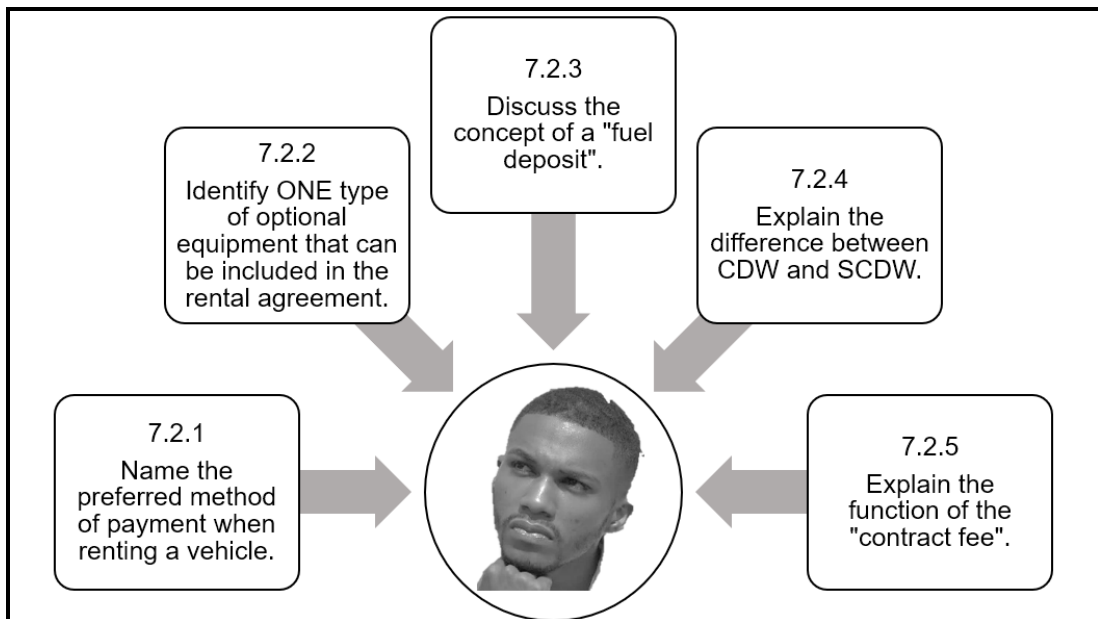 7.2.1
Name the
preferred method
of payment when
renting a vehicle.
7.2.2
Identify ONE type
of optional
equipment that can
be included in the
rental agreement.
7.2.3
Discuss the
concept of a "fuel
deposit".
7.2.4
Explain the
difference between
CDW and SCDW.
7.2.5
Explain the
function of the
"contract fee".